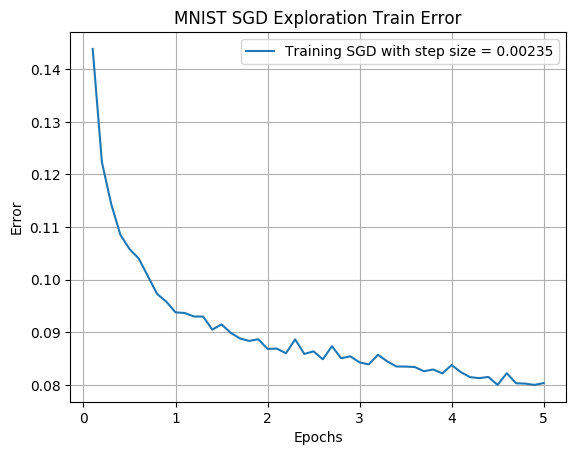 MNIST SGD Exploration Train Error
Training SGD with step size = 0.00235
Error
0.14
0.13
0.12
0.11
0.10
0.09
0.08
0 1 2 3 4 5
Epochs